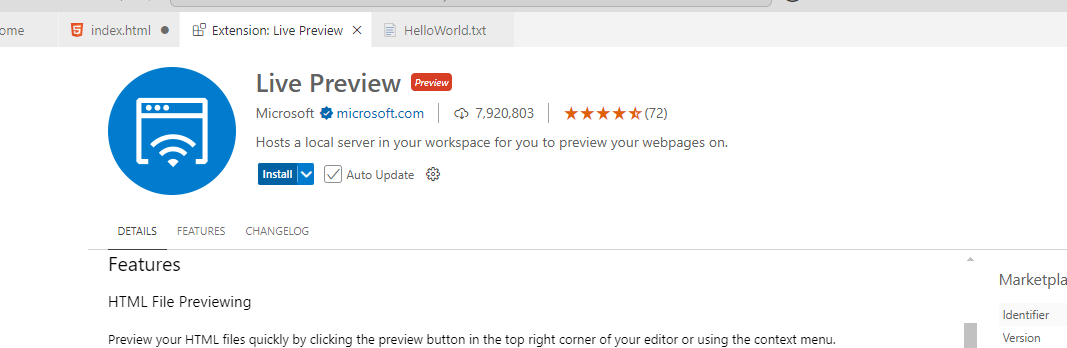 ome index.html Extension: Live Preview HelloWorld.txt
Live Preview Preview
Microsoft microsoft.com 7,920,803 (72)
Hosts a local server in your workspace for you to preview your webpages on.
Install Auto Update
DETAILS FEATURES CHANGELOG
Features
HTML File Previewing
Preview your HTML files quickly by clicking the preview button in the top right corner of your editor or using the context menu.
Marketpla
Identifier
Version